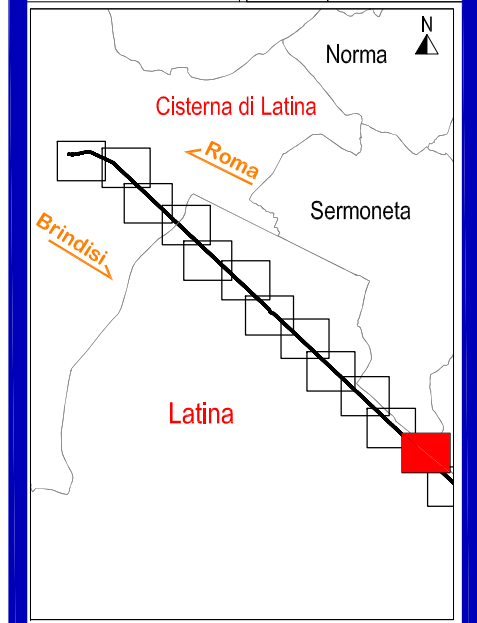 N
Norma
Cisterna di Latina
Roma
Sermoneta
Brindisi
Latina